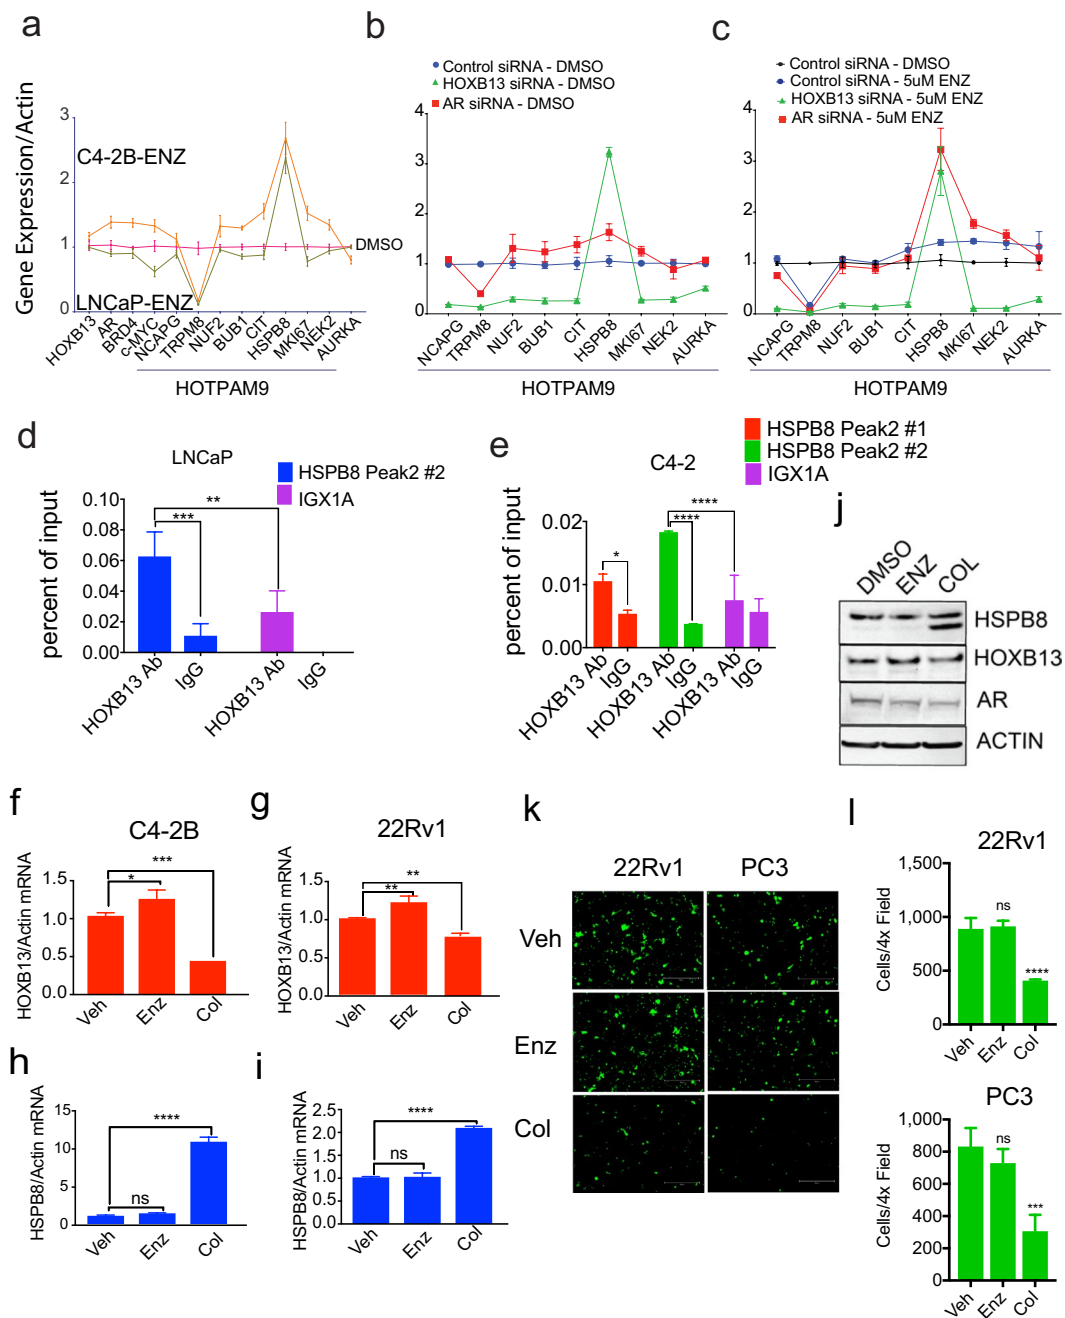 a
Gene Expression/Actin
3
2
1
0
C4-2B-ENZ
DMSO
LNCaP-ENZ
HOXB13
AR
BRD4
c-MYC
NCAPG
TRPM8
NUF2
BUB1
CIT
HSPB8
MKI67
NEK2
AURKA
HOTPAM9
b
Control siRNA - DMSO
HOXB13 siRNA - DMSO
AR siRNA - DMSO
4
3
2
1
0
NCAPG
TRPM8
NUF2
BUB1
CIT
HSPB8
MKI67
NEK2
AURKA
HOTPAM9
c
Control siRNA - DMSO
Control siRNA - 5uM ENZ
HOXB13 siRNA - 5uM ENZ
AR siRNA - 5uM ENZ
4
3
2
1
0
NCAPG
TRPM8
NUF2
BUB1
CIT
HSPB8
MKI67
NEK2
AURKA
HOTPAM9
d
LNCaP
HSPB8 Peak2 #2
IGX1A
percent of input
0.10
0.08
0.06
0.04
0.02
0.00
**
***
HOXB13 Ab
IgG
HOXB13 Ab
IgG
e
C4-2
HSPB8 Peak2 #1
HSPB8 Peak2 #2
IGX1A
percent of input
0.02
0.01
0.00
*
****
****
HOXB13 Ab
IgG
HOXB13 Ab
IgG
HOXB13 Ab
IgG
j
DMSO
ENZ
COL
HSPB8
HOXB13
AR
ACTIN
f
C4-2B
HOXB13/Actin mRNA
1.5
1.0
0.5
0.0
***
*
Veh
Enz
Col
g
22Rv1
HOXB13/Actin mRNA
1.5
1.0
0.5
0.0
**
**
Veh
Enz
Col
h
HSPB8/Actin mRNA
15
10
5
0
****
ns
Veh
Enz
Col
i
HSPB8/Actin mRNA
2.5
2.0
1.5
1.0
0.5
0.0
****
ns
Veh
Enz
Col
k
22Rv1
PC3
Veh
Enz
Col
l
22Rv1
Cells/4x Field
1,500
1,000
500
0
ns
****
Veh
Enz
Col
PC3
Cells/4x Field
1,000
800
600
400
200
0
ns
***
Veh
Enz
Col